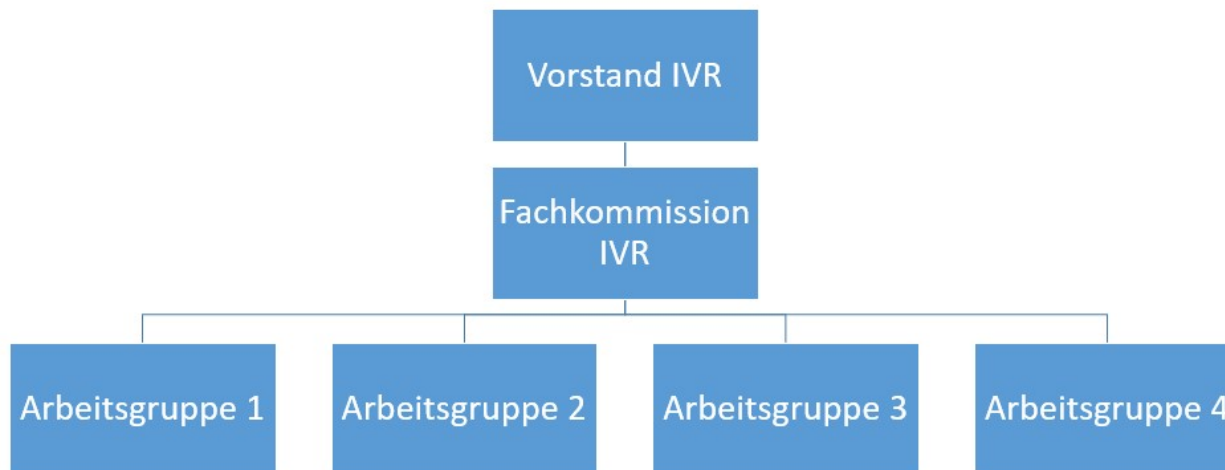 Vorstand IVR
Fachkommission
IVR
Arbeitsgruppe 1
Arbeitsgruppe 2
Arbeitsgruppe 3
Arbeitsgruppe 4